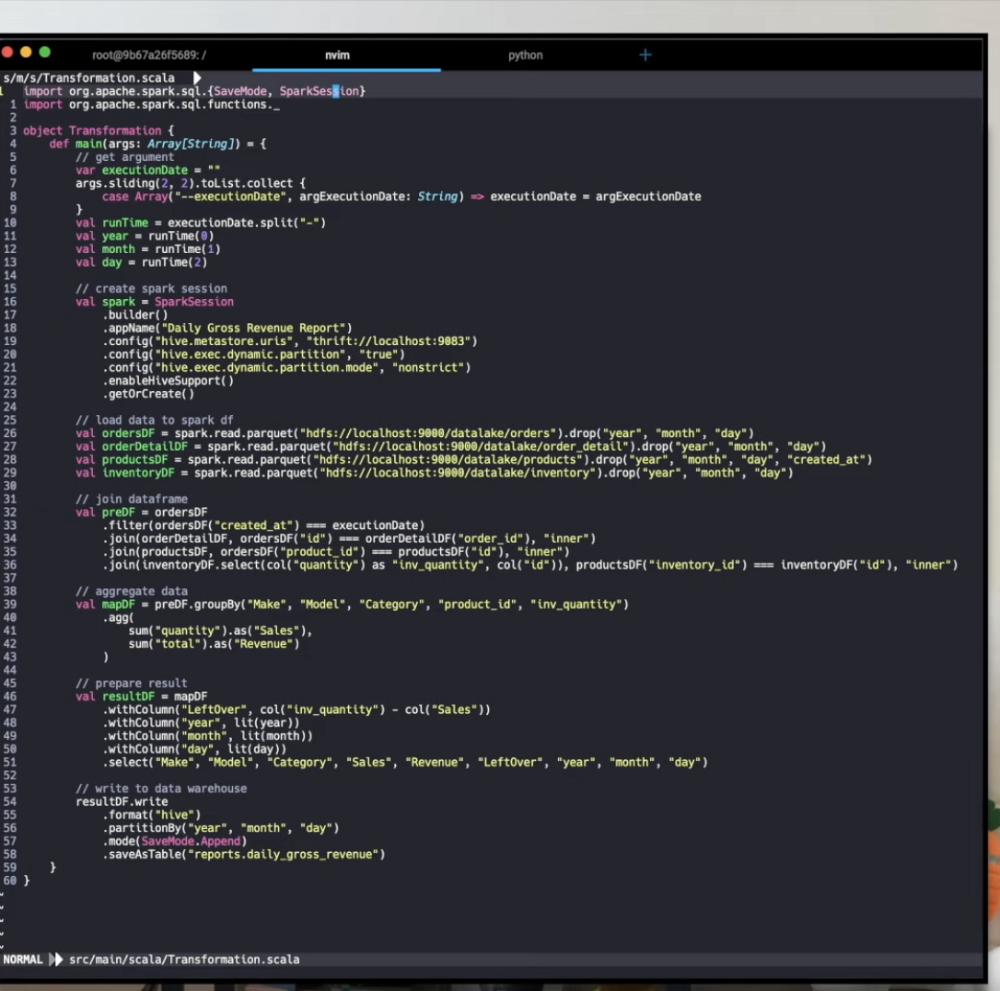 root@9b67a26f5689: /
nvim
python
+
s/m/s/Transformation.scala
1 import org.apache.spark.sql.{SaveMode, SparkSession}
1 import org.apache.spark.sql.functions._
2
3 object Transformation {
4     def main(args: Array[String]) = {
5         // get argument
6         var executionDate = ""
7         args.sliding(2, 2).toList.collect {
8             case Array("--executionDate", argExecutionDate: String) => executionDate = argExecutionDate
9         }
10         val runTime = executionDate.split("-")
11         val year = runTime(0)
12         val month = runTime(1)
13         val day = runTime(2)
14
15         // create spark session
16         val spark = SparkSession
17             .builder()
18             .appName("Daily Gross Revenue Report")
19             .config("hive.metastore.uris", "thrift://localhost:9083")
20             .config("hive.exec.dynamic.partition", "true")
21             .config("hive.exec.dynamic.partition.mode", "nonstrict")
22             .enableHiveSupport()
23             .getOrCreate()
24
25         // load data to spark df
26         val ordersDF = spark.read.parquet("hdfs://localhost:9000/datalake/orders").drop("year", "month", "day")
27         val orderDetailDF = spark.read.parquet("hdfs://localhost:9000/datalake/order_detail").drop("year", "month", "day")
28         val productsDF = spark.read.parquet("hdfs://localhost:9000/datalake/products").drop("year", "month", "day", "created_at")
29         val inventoryDF = spark.read.parquet("hdfs://localhost:9000/datalake/inventory").drop("year", "month", "day")
30
31         // join dataframe
32         val preDF = ordersDF
33             .filter(ordersDF("created_at") === executionDate)
34             .join(orderDetailDF, ordersDF("id") === orderDetailDF("order_id"), "inner")
35             .join(productsDF, ordersDF("product_id") === productsDF("id"), "inner")
36             .join(inventoryDF.select(col("quantity") as "inv_quantity", col("id")), productsDF("inventory_id") === inventoryDF("id"), "inner")
37
38         // aggregate data
39         val mapDF = preDF.groupBy("Make", "Model", "Category", "product_id", "inv_quantity")
40             .agg(
41                 sum("quantity").as("Sales"),
42                 sum("total").as("Revenue")
43             )
44
45         // prepare result
46         val resultDF = mapDF
47             .withColumn("LeftOver", col("inv_quantity") - col("Sales"))
48             .withColumn("year", lit(year))
49             .withColumn("month", lit(month))
50             .withColumn("day", lit(day))
51             .select("Make", "Model", "Category", "Sales", "Revenue", "LeftOver", "year", "month", "day")
52
53         // write to data warehouse
54         resultDF.write
55             .format("hive")
56             .partitionBy("year", "month", "day")
57             .mode(SaveMode.Append)
58             .saveAsTable("reports.daily_gross_revenue")
59     }
60 }
~
~
~
~
~
NORMAL src/main/scala/Transformation.scala